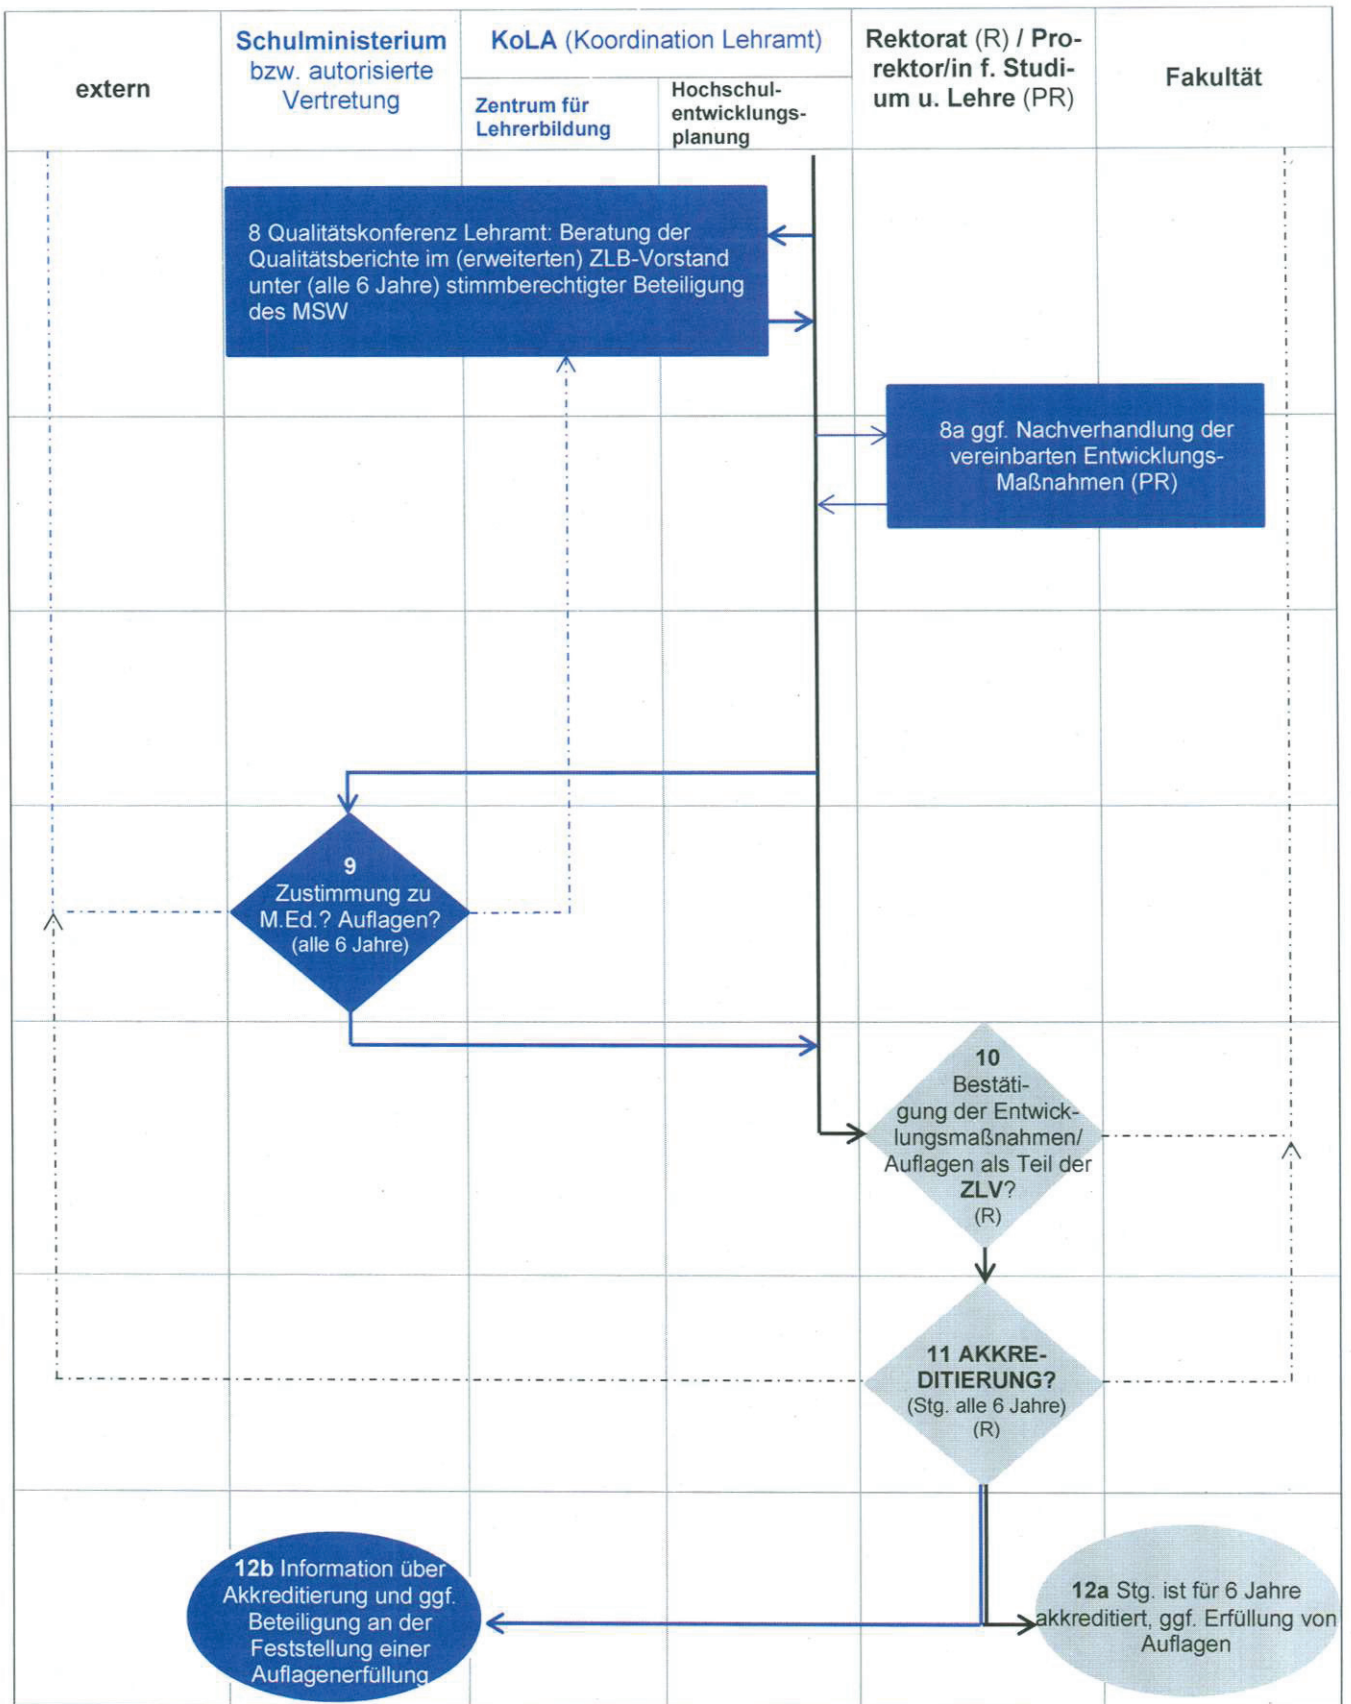 extern
Schulministerium
bzw. autorisierte
Vertretung
KoLA (Koordination Lehramt)
Zentrum für
Lehrerbildung
Hochschul-
entwicklungs-
planung
Rektorat (R) / Pro-
rektor/in f. Studi-
um u. Lehre (PR)
Fakultät
8 Qualitätskonferenz Lehramt: Beratung der
Qualitätsberichte im (erweiterten) ZLB-Vorstand
unter (alle 6 Jahre) stimmberechtigter Beteiligung
des MSW
8a ggf. Nachverhandlung der
vereinbarten Entwicklungs-
Maßnahmen (PR)
9
Zustimmung zu
M.Ed.? Auflagen?
(alle 6 Jahre)
10
Bestäti-
gung der Entwick-
lungsmaßnahmen/
Auflagen als Teil der
ZLV?
(R)
11 AKKRE-
DITIERUNG?
(Stg. alle 6 Jahre)
(R)
12b Information über
Akkreditierung und ggf.
Beteiligung an der
Feststellung einer
Auflagenerfüllung
12a Stg. ist für 6 Jahre
akkreditiert, ggf. Erfüllung von
Auflagen